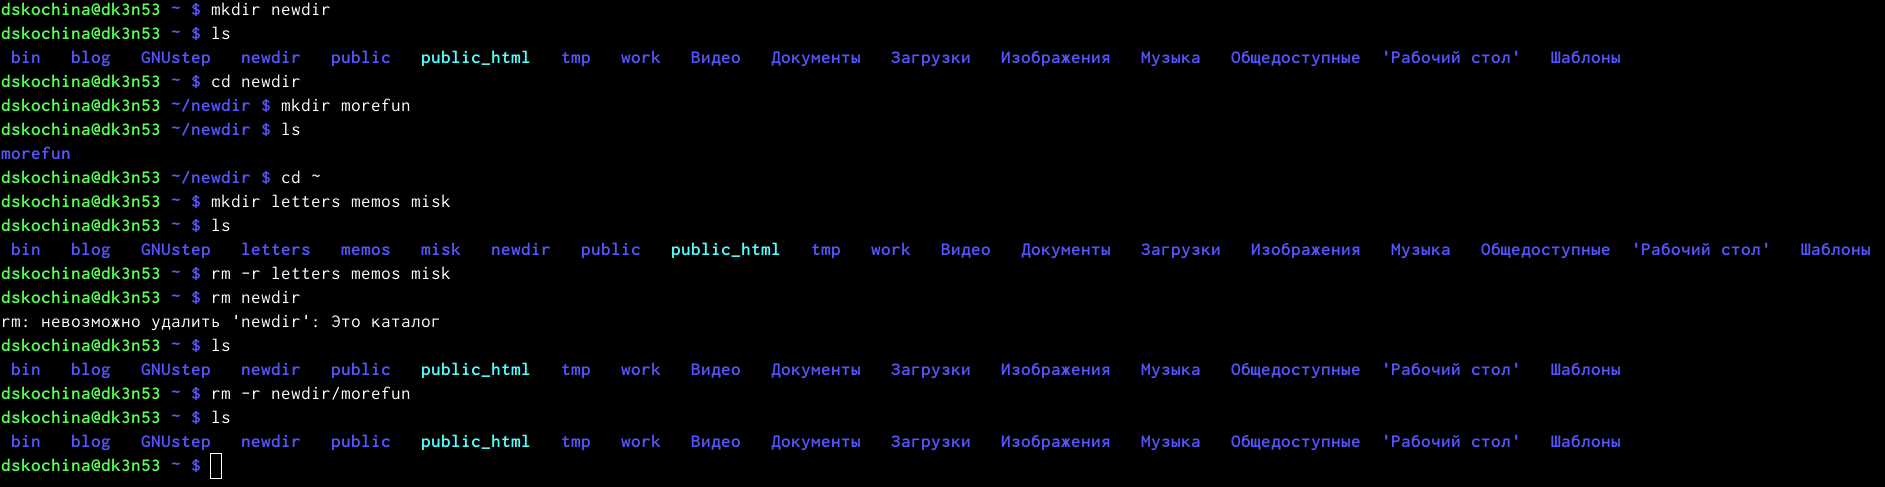 dskochina@dk3n53 ~ $ mkdir newdir
dskochina@dk3n53 ~ $ ls
bin blog GNUstep newdir public public_html tmp work Видео Документы Загрузки Изображения Музыка Общедоступные 'Рабочий стол' Шаблоны
dskochina@dk3n53 ~ $ cd newdir
dskochina@dk3n53 ~/newdir $ mkdir morefun
dskochina@dk3n53 ~/newdir $ ls
morefun
dskochina@dk3n53 ~/newdir $ cd ~
dskochina@dk3n53 ~ $ mkdir letters memos misk
dskochina@dk3n53 ~ $ ls
bin blog GNUstep letters memos misk newdir public public_html tmp work Видео Документы Загрузки Изображения Музыка Общедоступные 'Рабочий стол' Шаблоны
dskochina@dk3n53 ~ $ rm -r letters memos misk
dskochina@dk3n53 ~ $ rm newdir
rm: невозможно удалить 'newdir': Это каталог
dskochina@dk3n53 ~ $ ls
bin blog GNUstep newdir public public_html tmp work Видео Документы Загрузки Изображения Музыка Общедоступные 'Рабочий стол' Шаблоны
dskochina@dk3n53 ~ $ rm -r newdir/morefun
dskochina@dk3n53 ~ $ ls
bin blog GNUstep newdir public public_html tmp work Видео Документы Загрузки Изображения Музыка Общедоступные 'Рабочий стол' Шаблоны
dskochina@dk3n53 ~ $